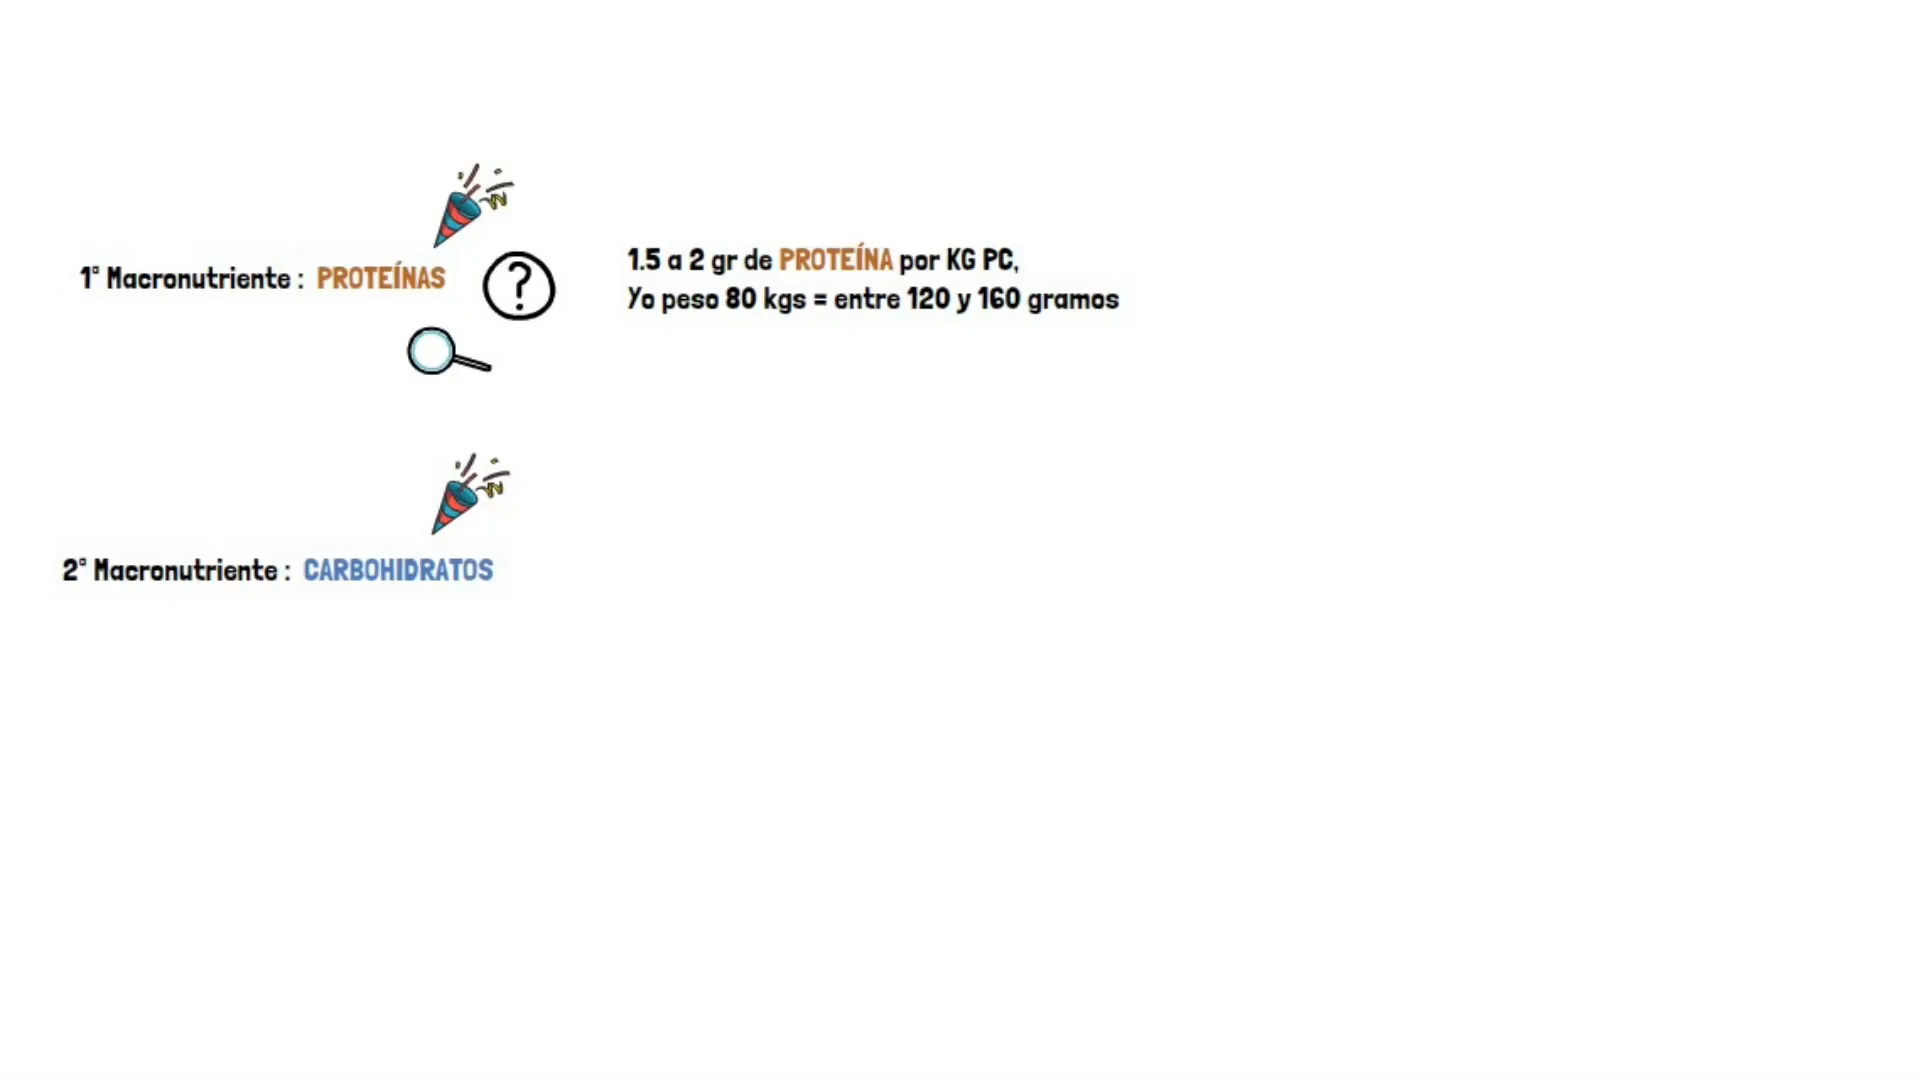 1° Macronutriente : PROTEÍNAS
?
1.5 a 2 gr de PROTEÍNA por KG PC,
Yo peso 80 kgs = entre 120 y 160 gramos
2° Macronutriente : CARBOHIDRATOS